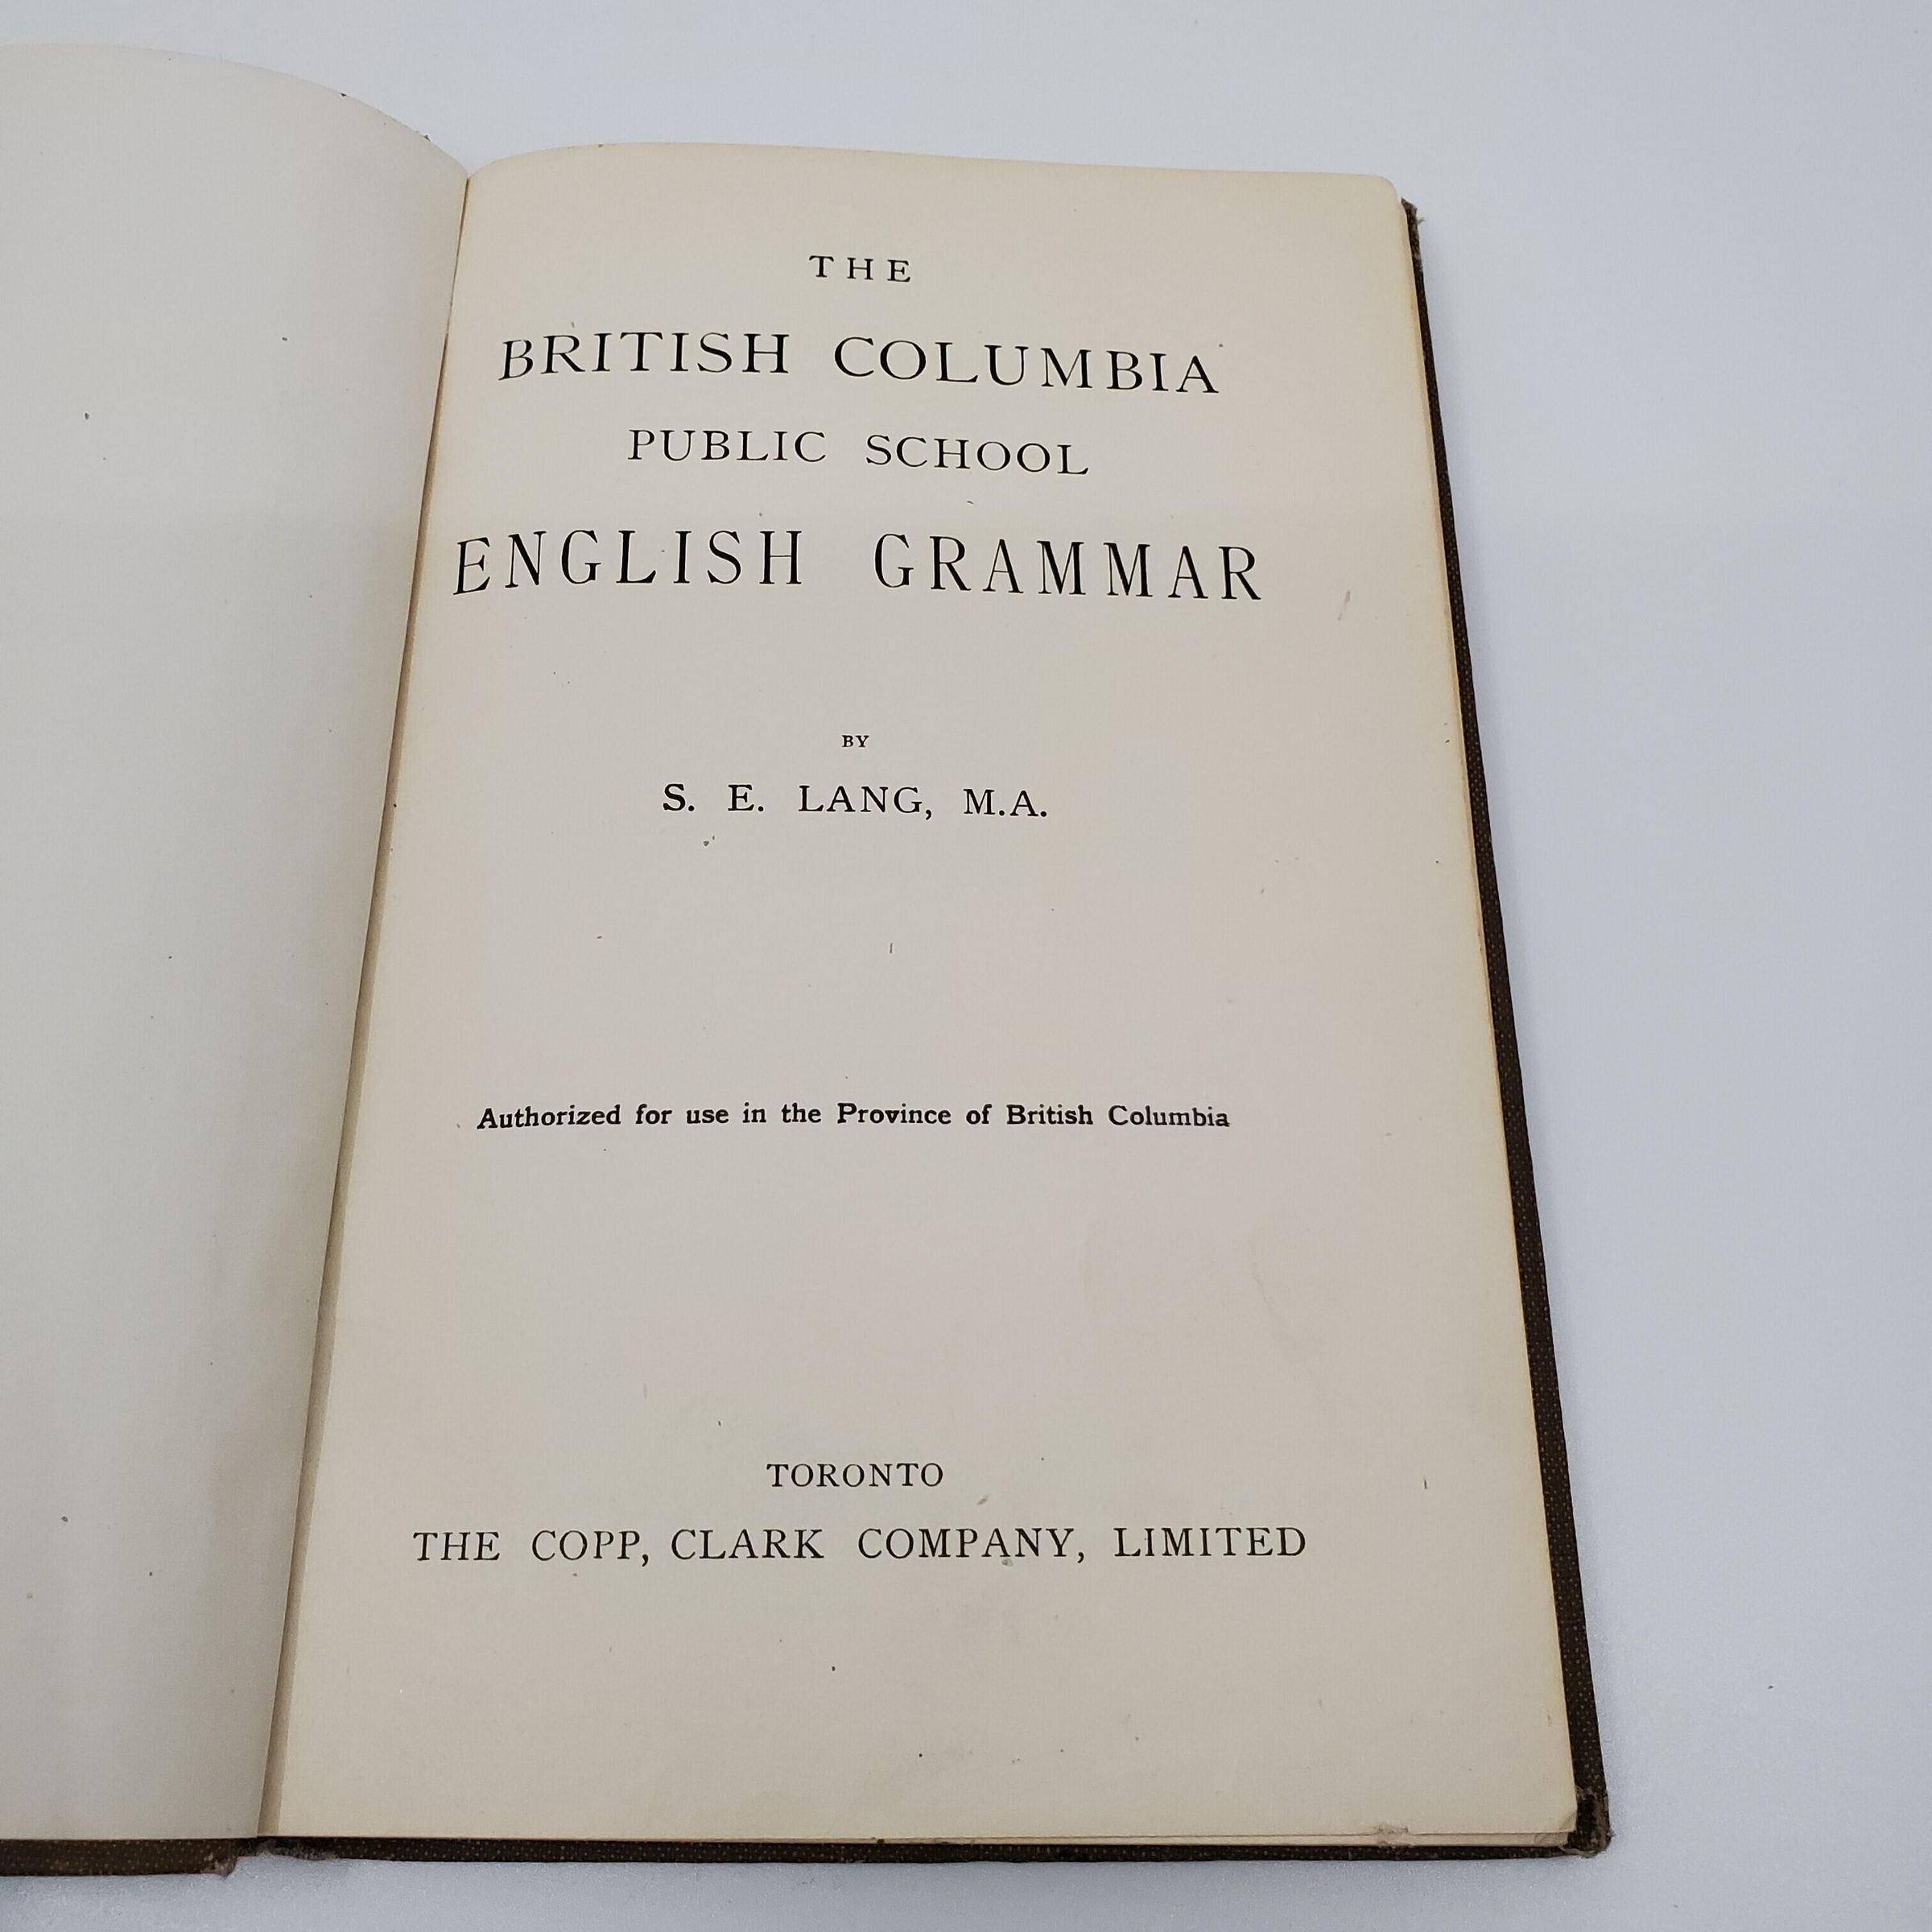 THE
BRITISH COLUMBIA
PUBLIC SCHOOL
ENGLISH GRAMMAR
BY
S. E. LANG, M.A.
Authorized for use in the Province of British Columbia
TORONTO
THE COPP, CLARK COMPANY, LIMITED